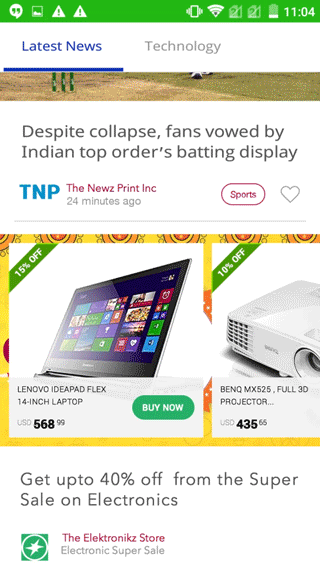 11:04
Latest News
Technology
Despite collapse, fans vowed by
Indian top order's batting display
TNP
The Newz Print Inc
24 minutes ago
Sports
15% OFF
LENOVO IDEAPAD FLEX
14-INCH LAPTOP
USD 568 99
BUY NOW
10% OFF
BenQ
BENQ MX525 , FULL 3D
PROJECTOR...
USD 435 65
Get upto 40% off from the Super
Sale on Electronics
The Elektronikz Store
Electronic Super Sale